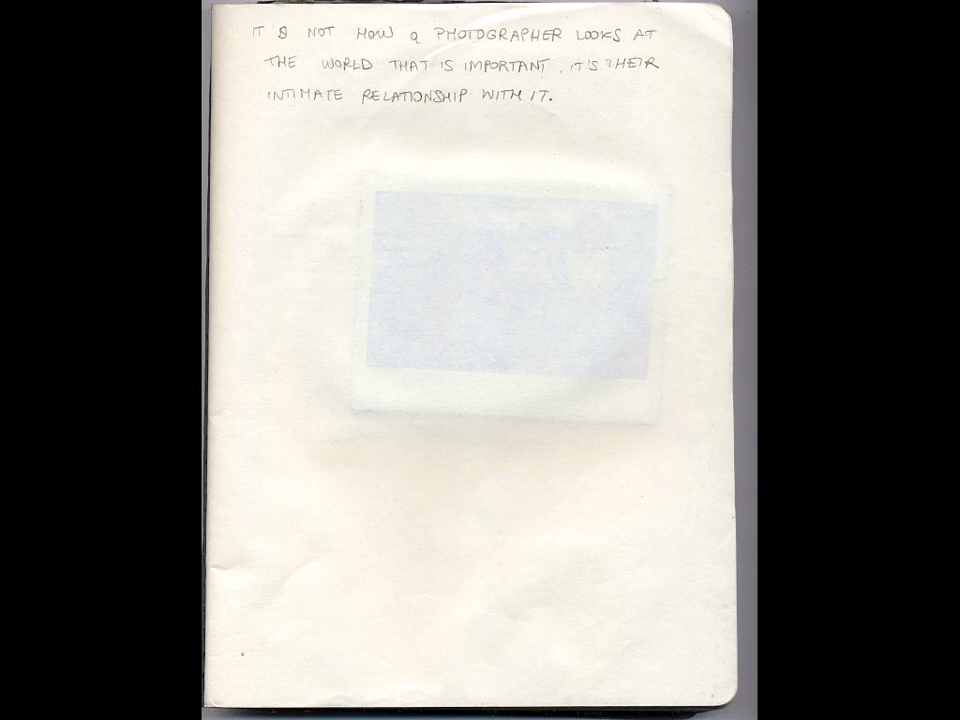 IT'S NOT HOW a PHOTOGRAPHER LOOKS AT
THE WORLD THAT IS IMPORTANT. IT'S THEIR
INTIMATE RELATIONSHIP WITH IT.